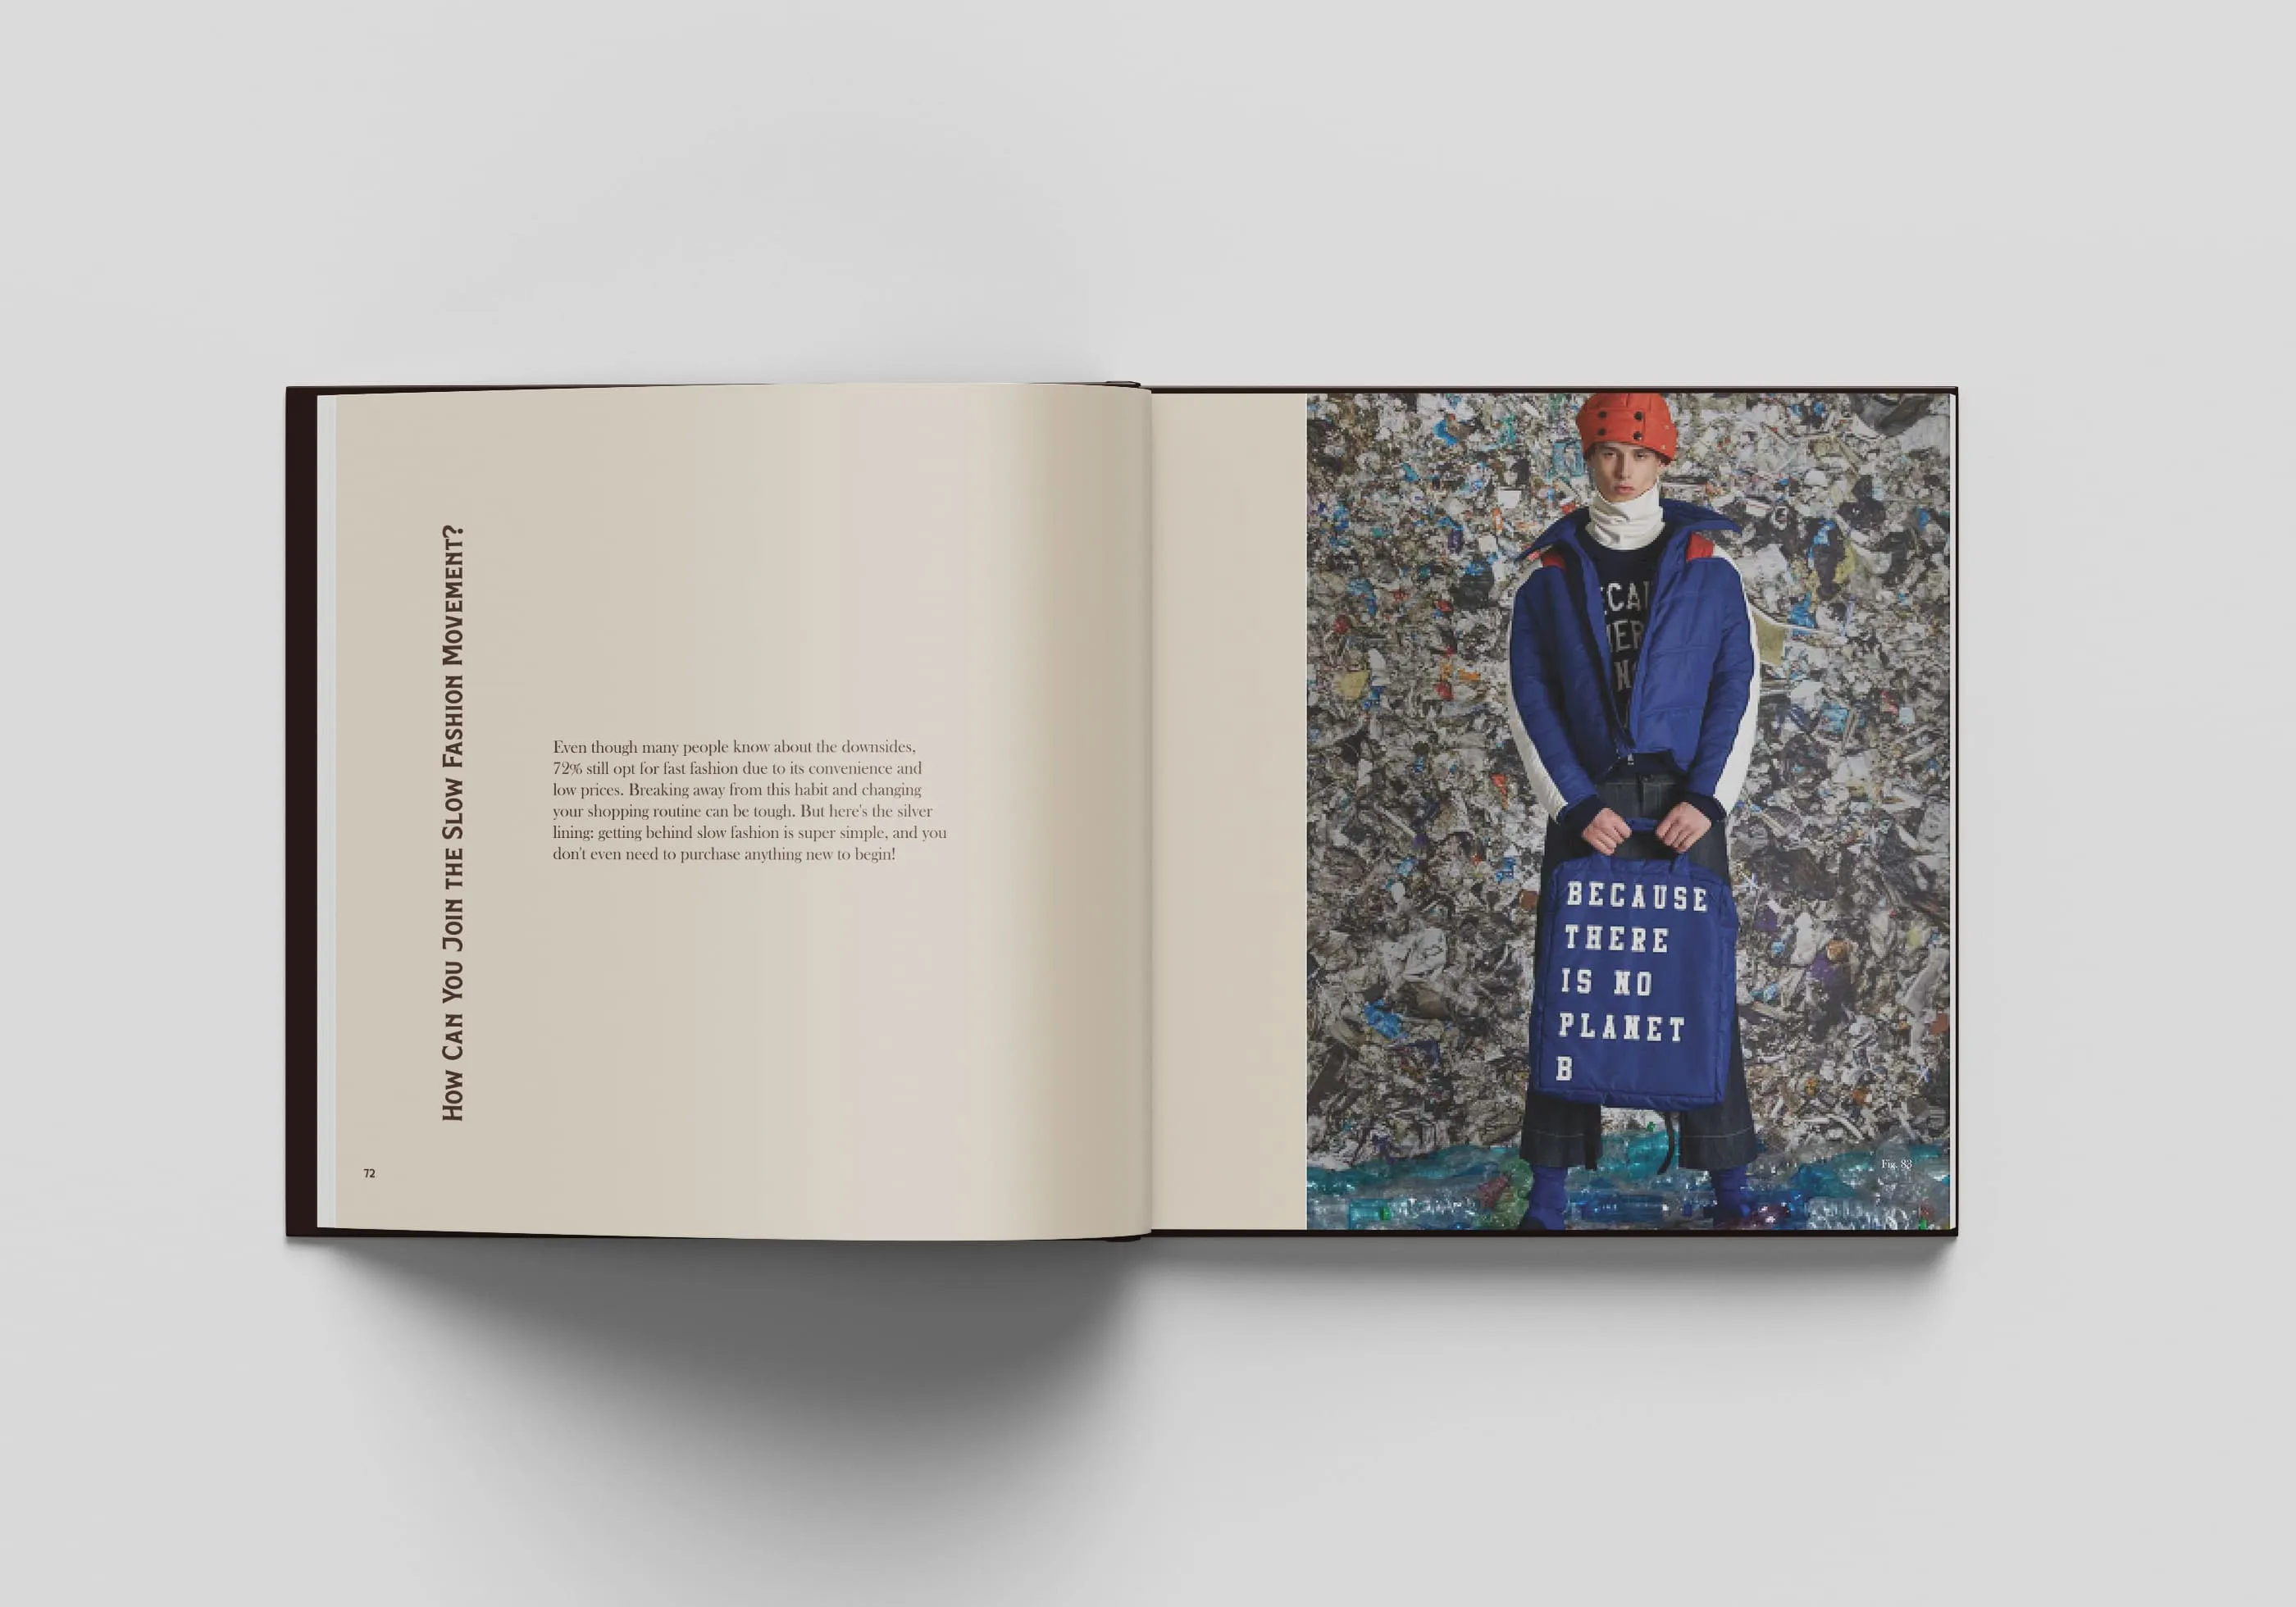 How Can You Join the Slow Fashion Movement?
Even though many people know about the downsides,
72% still opt for fast fashion due to its convenience and
low prices. Breaking away from this habit and changing
your shopping routine can be tough. But here's the silver
lining: getting behind slow fashion is super simple, and you
don't even need to purchase anything new to begin!
72
BECAUSE
THERE
IS NO
PLANET
B
Fig. 83